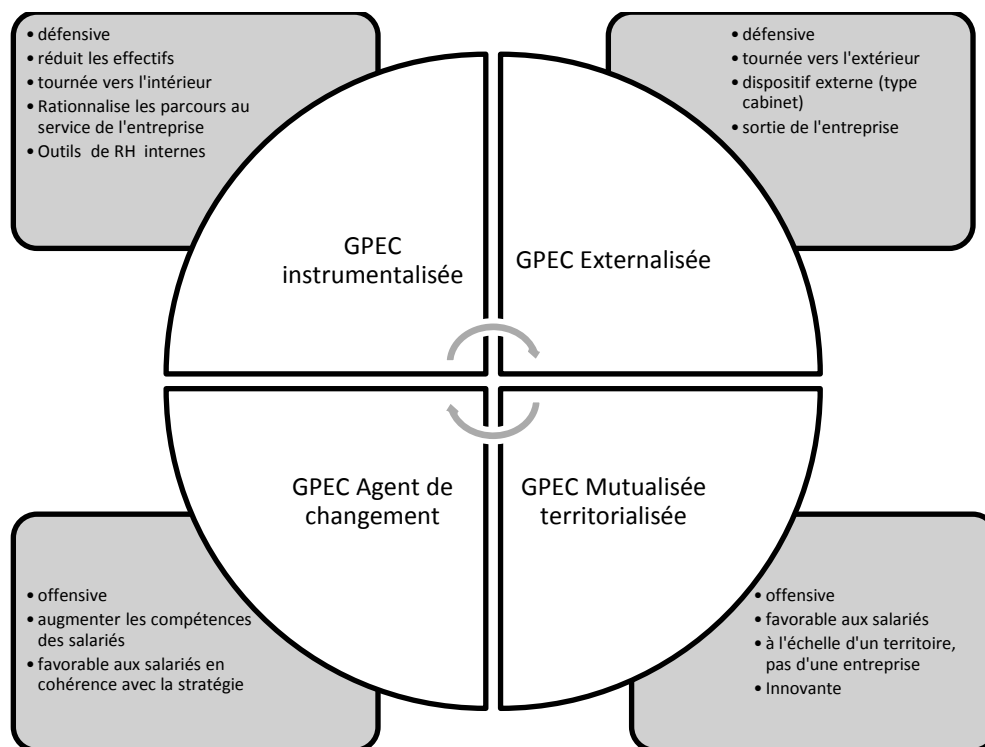 • défensive
• réduit les effectifs
• tournée vers l'intérieur
• Rationnalise les parcours au
service de l'entreprise
• Outils de RH internes
• défensive
• tournée vers l'extérieur
• dispositif externe (type
cabinet)
• sortie de l'entreprise
GPEC
instrumentalisée
GPEC Externalisée
GPEC Agent de
changement
GPEC Mutualisée
territorialisée
• offensive
• augmenter les compétences
des salariés
• favorable aux salariés en
cohérence avec la stratégie
• offensive
• favorable aux salariés
• à l'échelle d'un territoire,
pas d'une entreprise
• Innovante